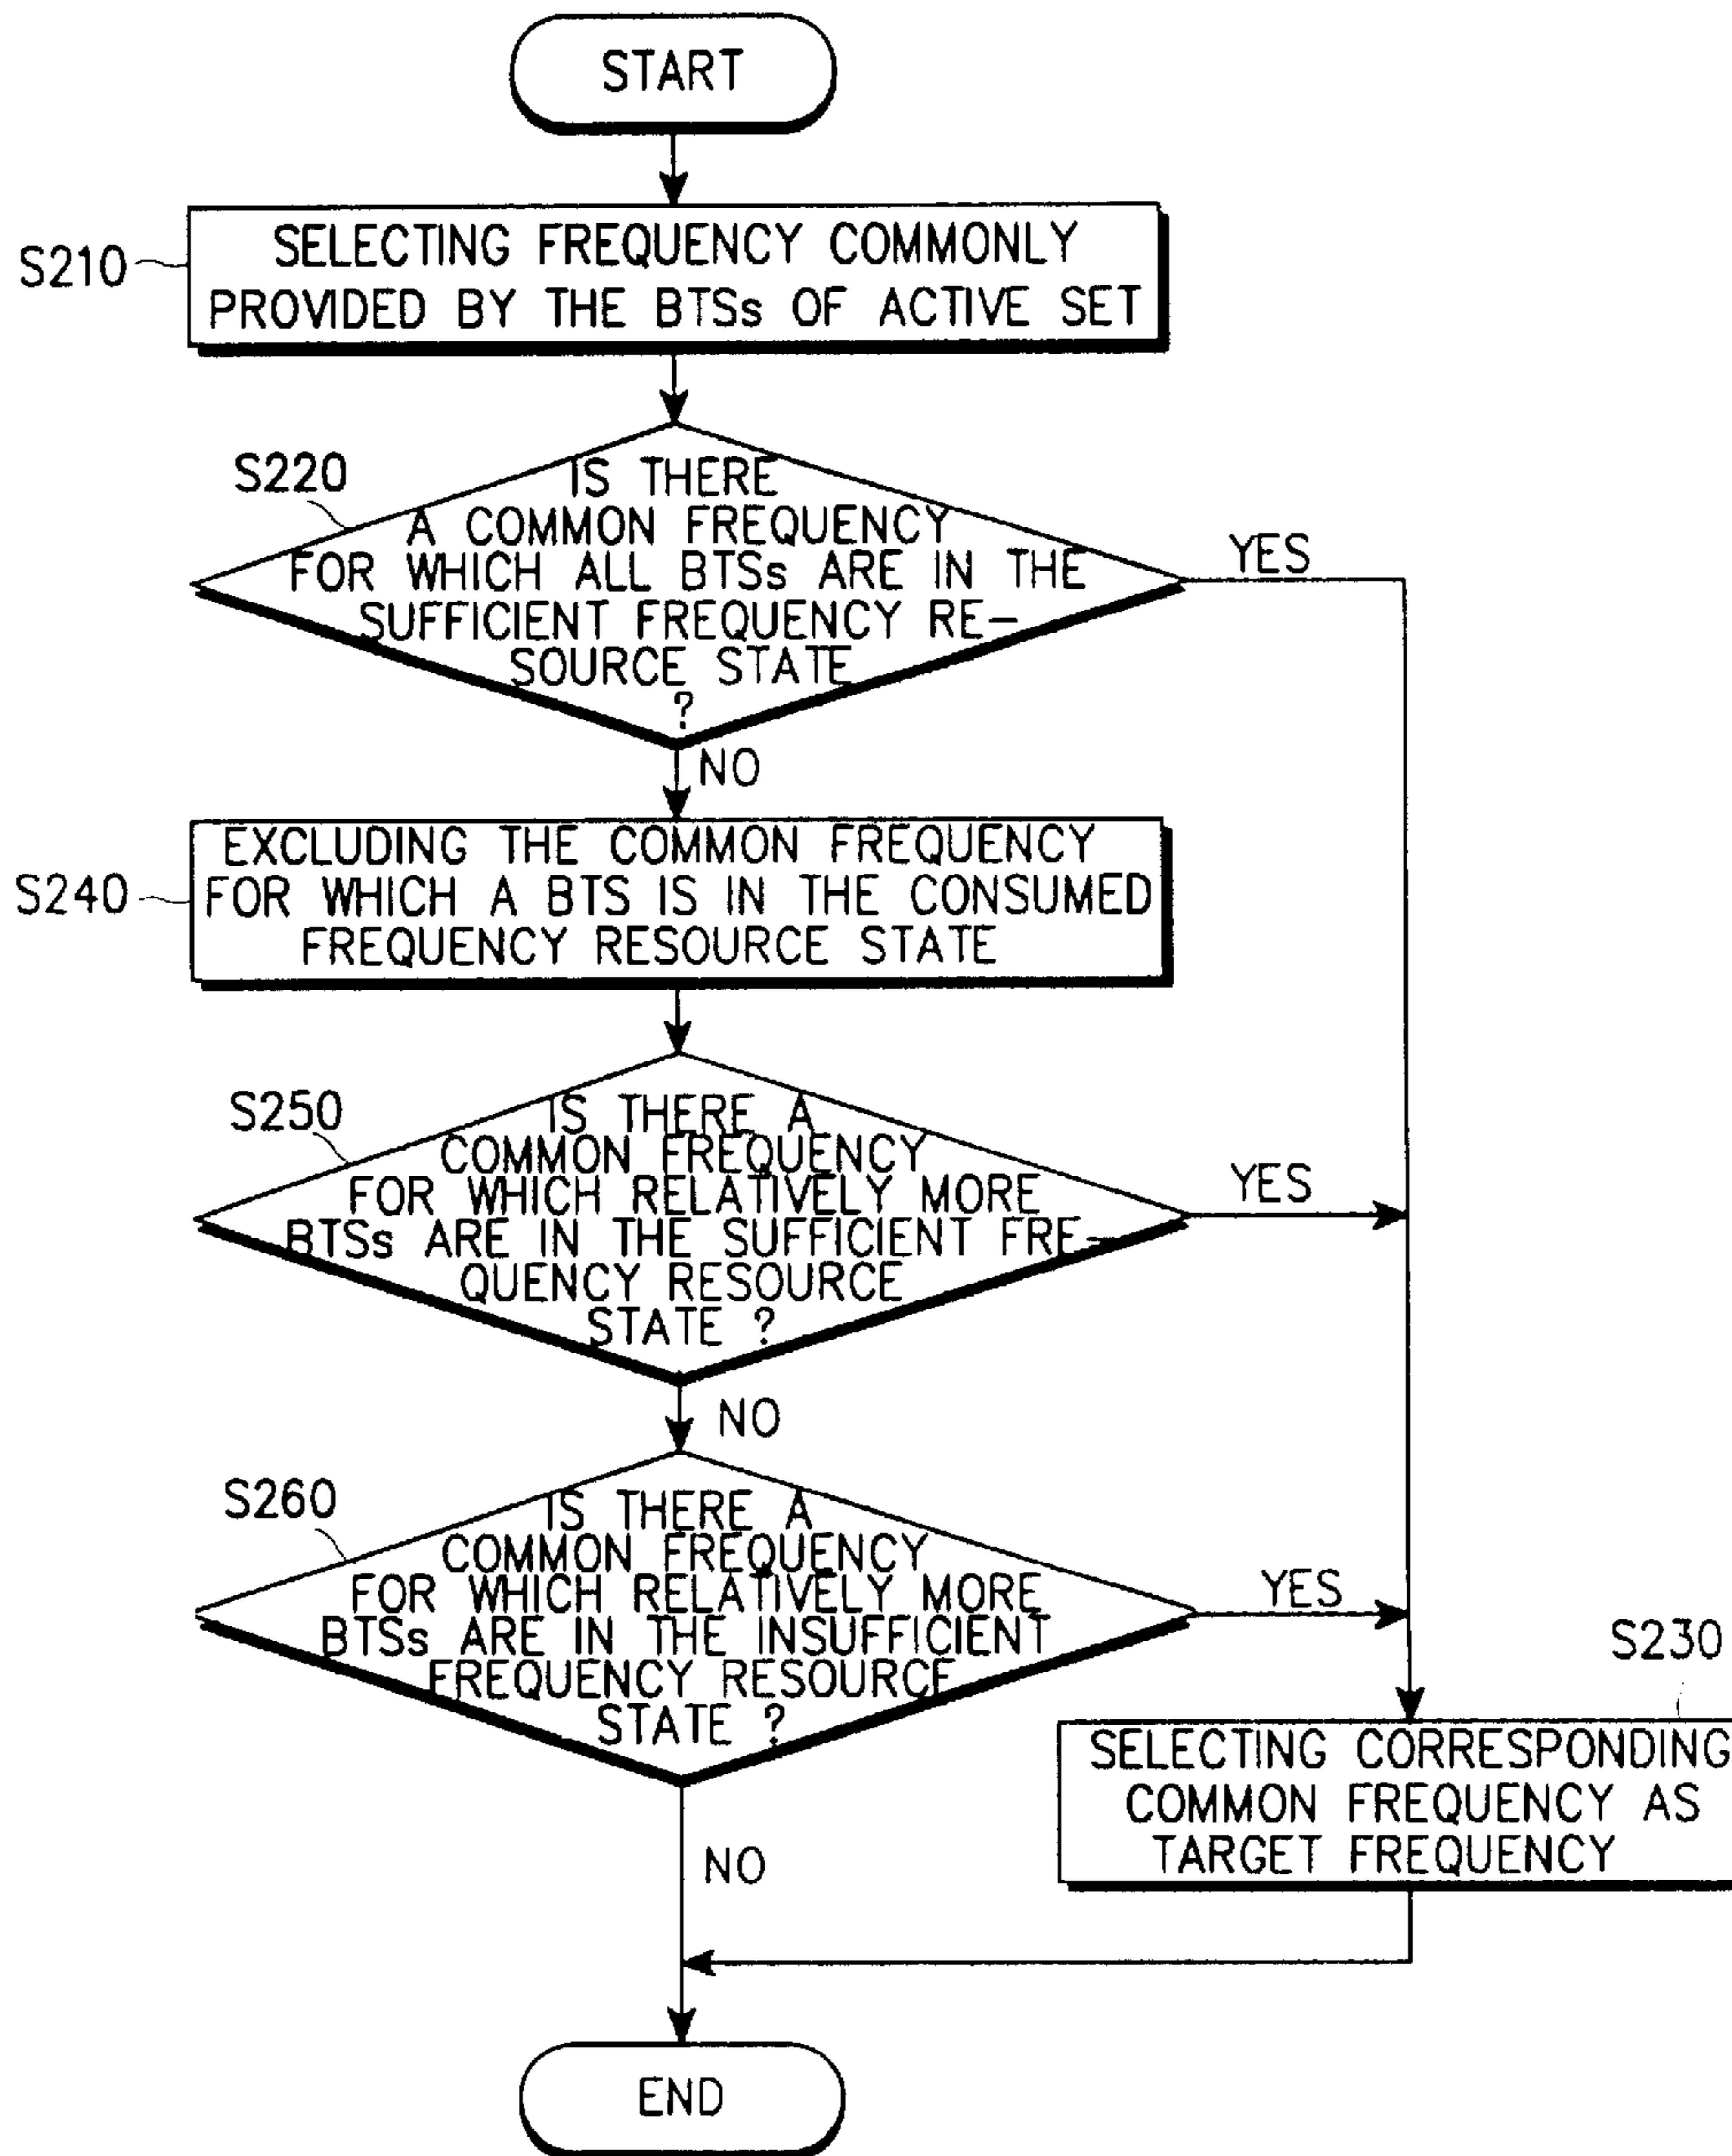 START
S210
SELECTING FREQUENCY COMMONLY
PROVIDED BY THE BTSs OF ACTIVE SET
S220
IS THERE
A COMMON FREQUENCY
FOR WHICH ALL BTSs ARE IN THE
SUFFICIENT FREQUENCY RE-
SOURCE STATE
?
YES
NO
S240
EXCLUDING THE COMMON FREQUENCY
FOR WHICH A BTS IS IN THE CONSUMED
FREQUENCY RESOURCE STATE
S250
IS THERE A
COMMON FREQUENCY
FOR WHICH RELATIVELY MORE
BTSs ARE IN THE SUFFICIENT FRE-
QUENCY RESOURCE
STATE ?
YES
NO
S260
IS THERE A
COMMON FREQUENCY
FOR WHICH RELATIVELY MORE
BTSs ARE IN THE INSUFFICIENT
FREQUENCY RESOURCE
STATE ?
YES
NO
S230
SELECTING CORRESPONDING
COMMON FREQUENCY AS
TARGET FREQUENCY
END